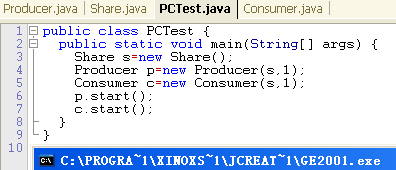 Producer.java Share.java PCTest.java Consumer.java
1 public class PCTest {
2 public static void main(String[] args) {
3 Share s=new Share();
4 Producer p=new Producer(s,1);
5 Consumer c=new Consumer(s,1);
6 p.start();
7 c.start();
8 }
9 }
10
C:\PROGRA~1\XINOXS~1\JCREAT~1\GE2001.exe